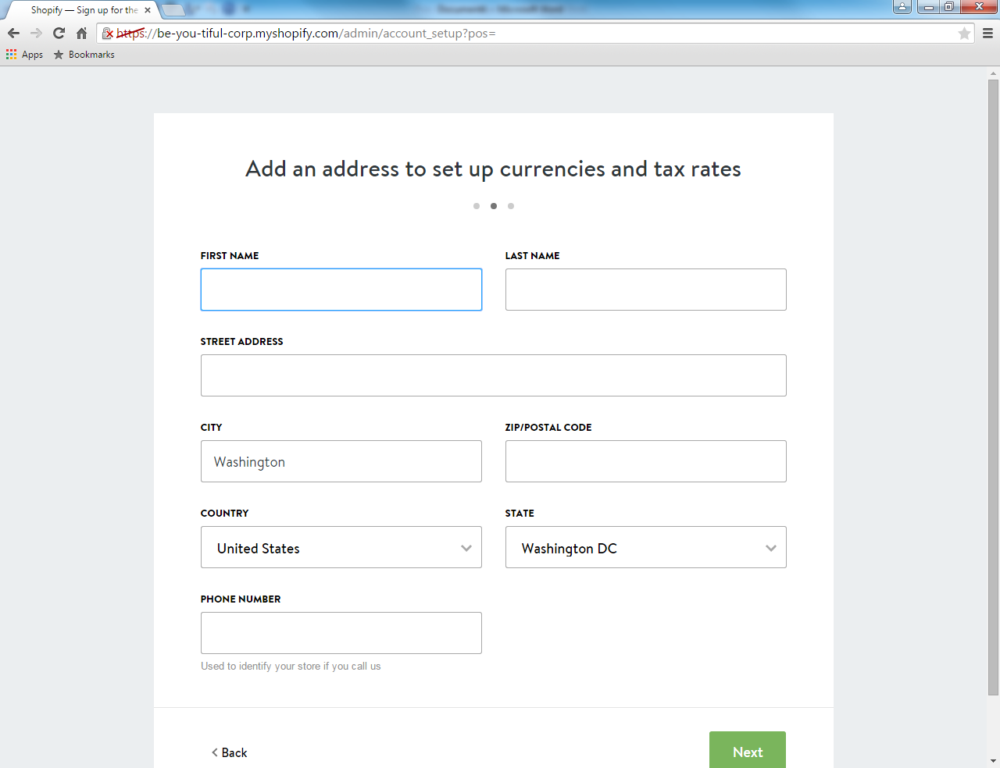 Shopify — Sign up for the
https://be-you-tiful-corp.myshopify.com/admin/account_setup?pos=
Apps
Bookmarks
Add an address to set up currencies and tax rates
FIRST NAME
LAST NAME
STREET ADDRESS
CITY
ZIP/POSTAL CODE
Washington
COUNTRY
STATE
United States
Washington DC
PHONE NUMBER
Used to identify your store if you call us
Back
Next